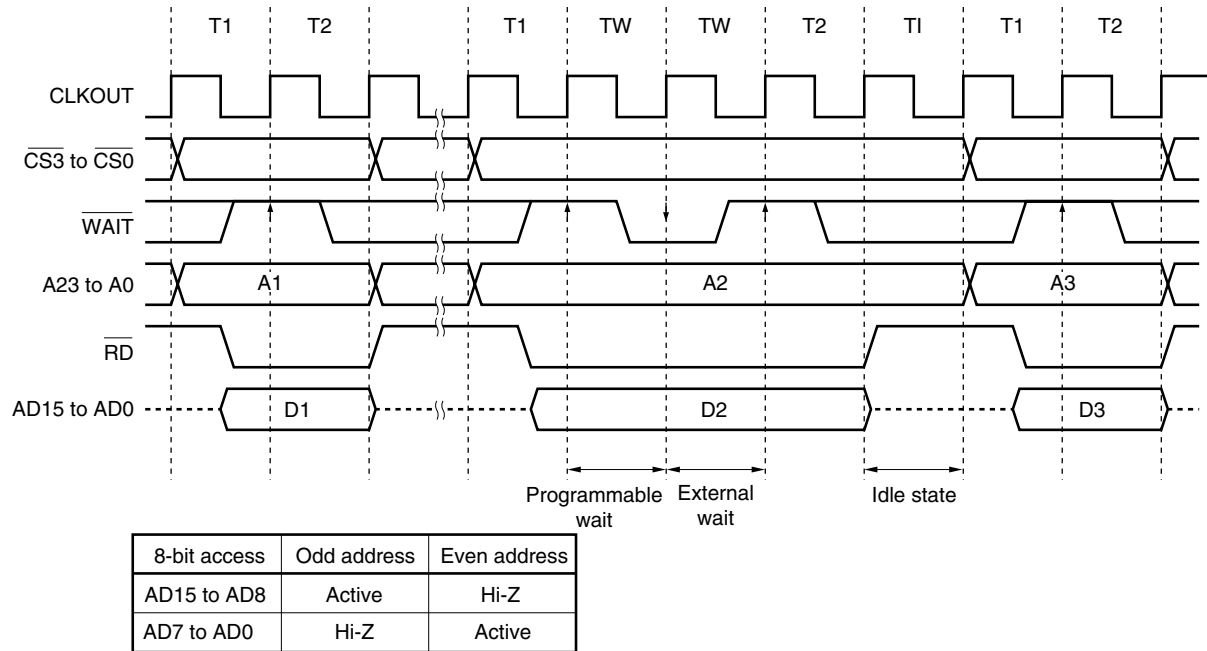 T1 T2 T1 TW TW T2 TI T1 T2
CLKOUT
CS3 to CS0
WAIT
A23 to A0 A1 A2 A3
RD
AD15 to AD0 D1 D2 D3
Programmable wait
External wait
Idle state
8-bit access Odd address Even address
AD15 to AD8 Active Hi-Z
AD7 to AD0 Hi-Z Active